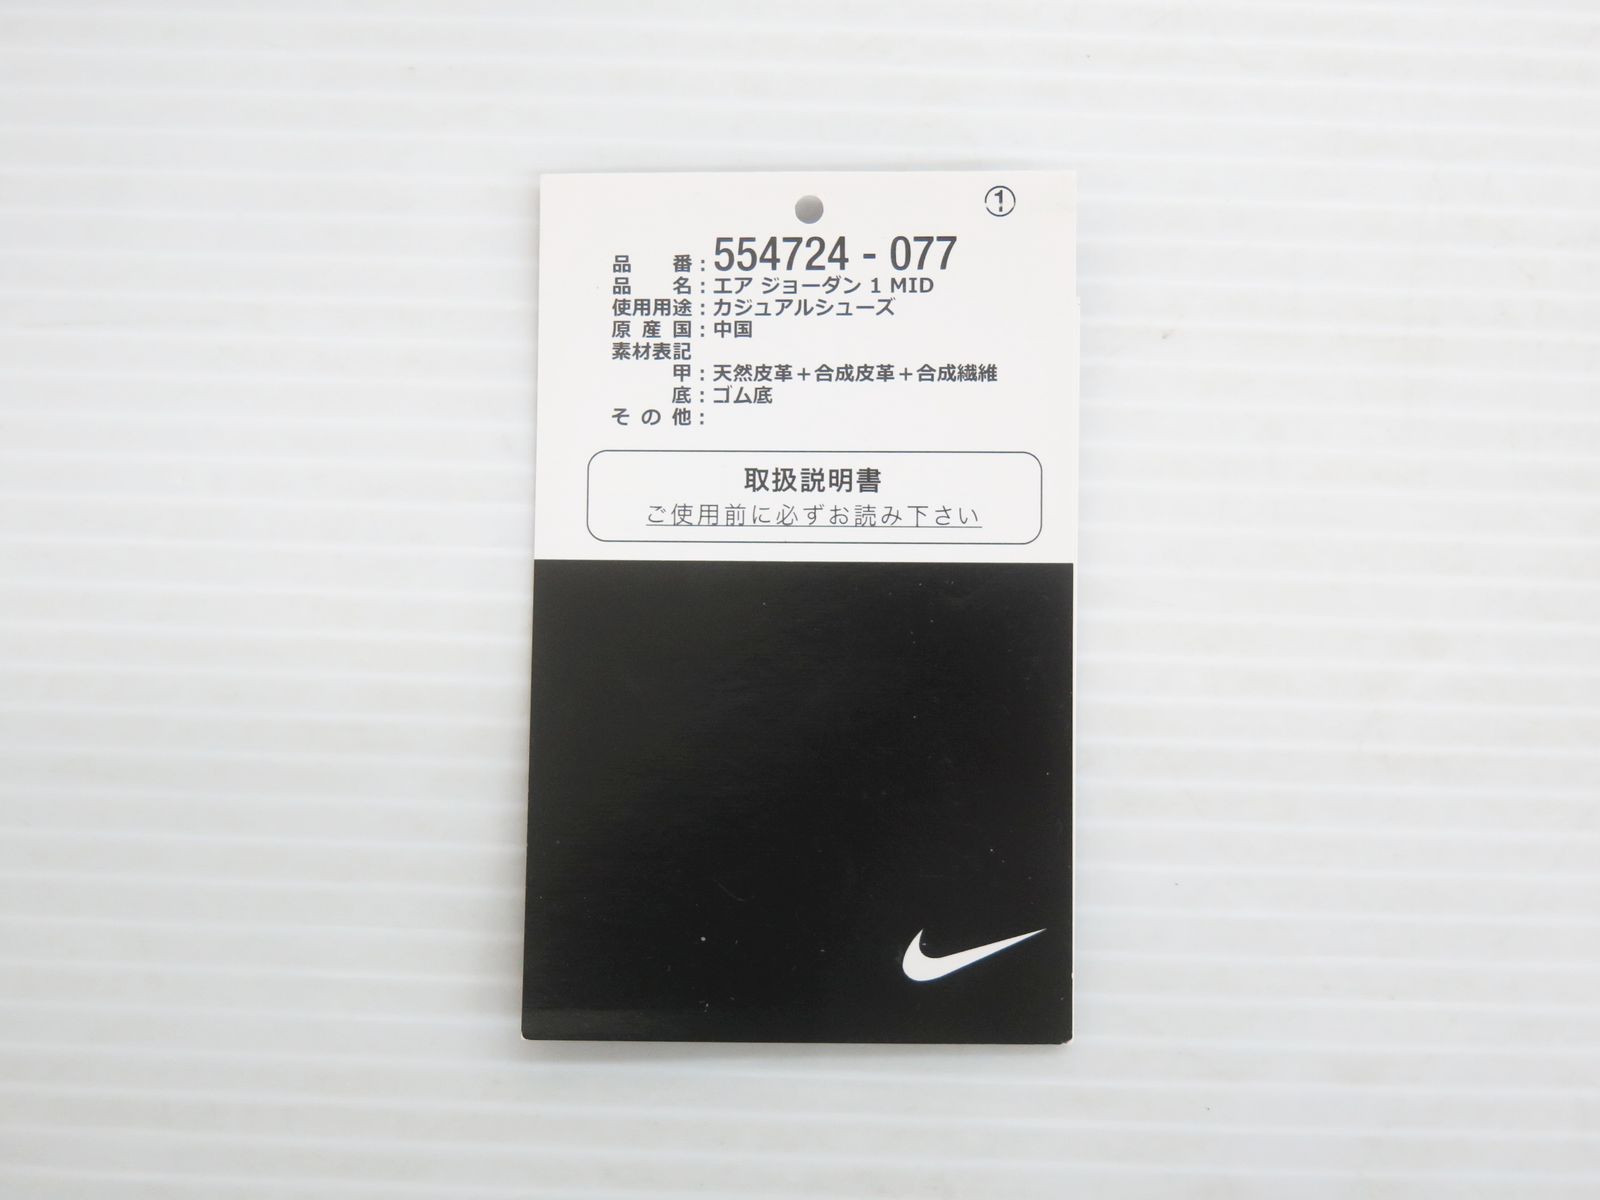 ①
品番:554724-077
品名:エア ジョーダン 1 MID
使用用途:カジュアルシューズ
原産国:中国
素材表記
甲:天然皮革+合成皮革+合成繊維
底:ゴム底
その他:
取扱説明書
ご使用前に必ずお読み下さい